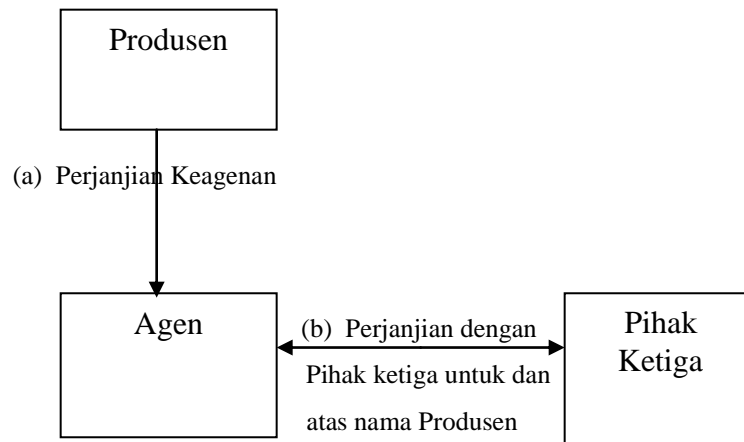 Produsen
(a) Perjanjian Keagenan
Agen
(b) Perjanjian dengan
Pihak ketiga untuk dan
atas nama Produsen
Pihak
Ketiga